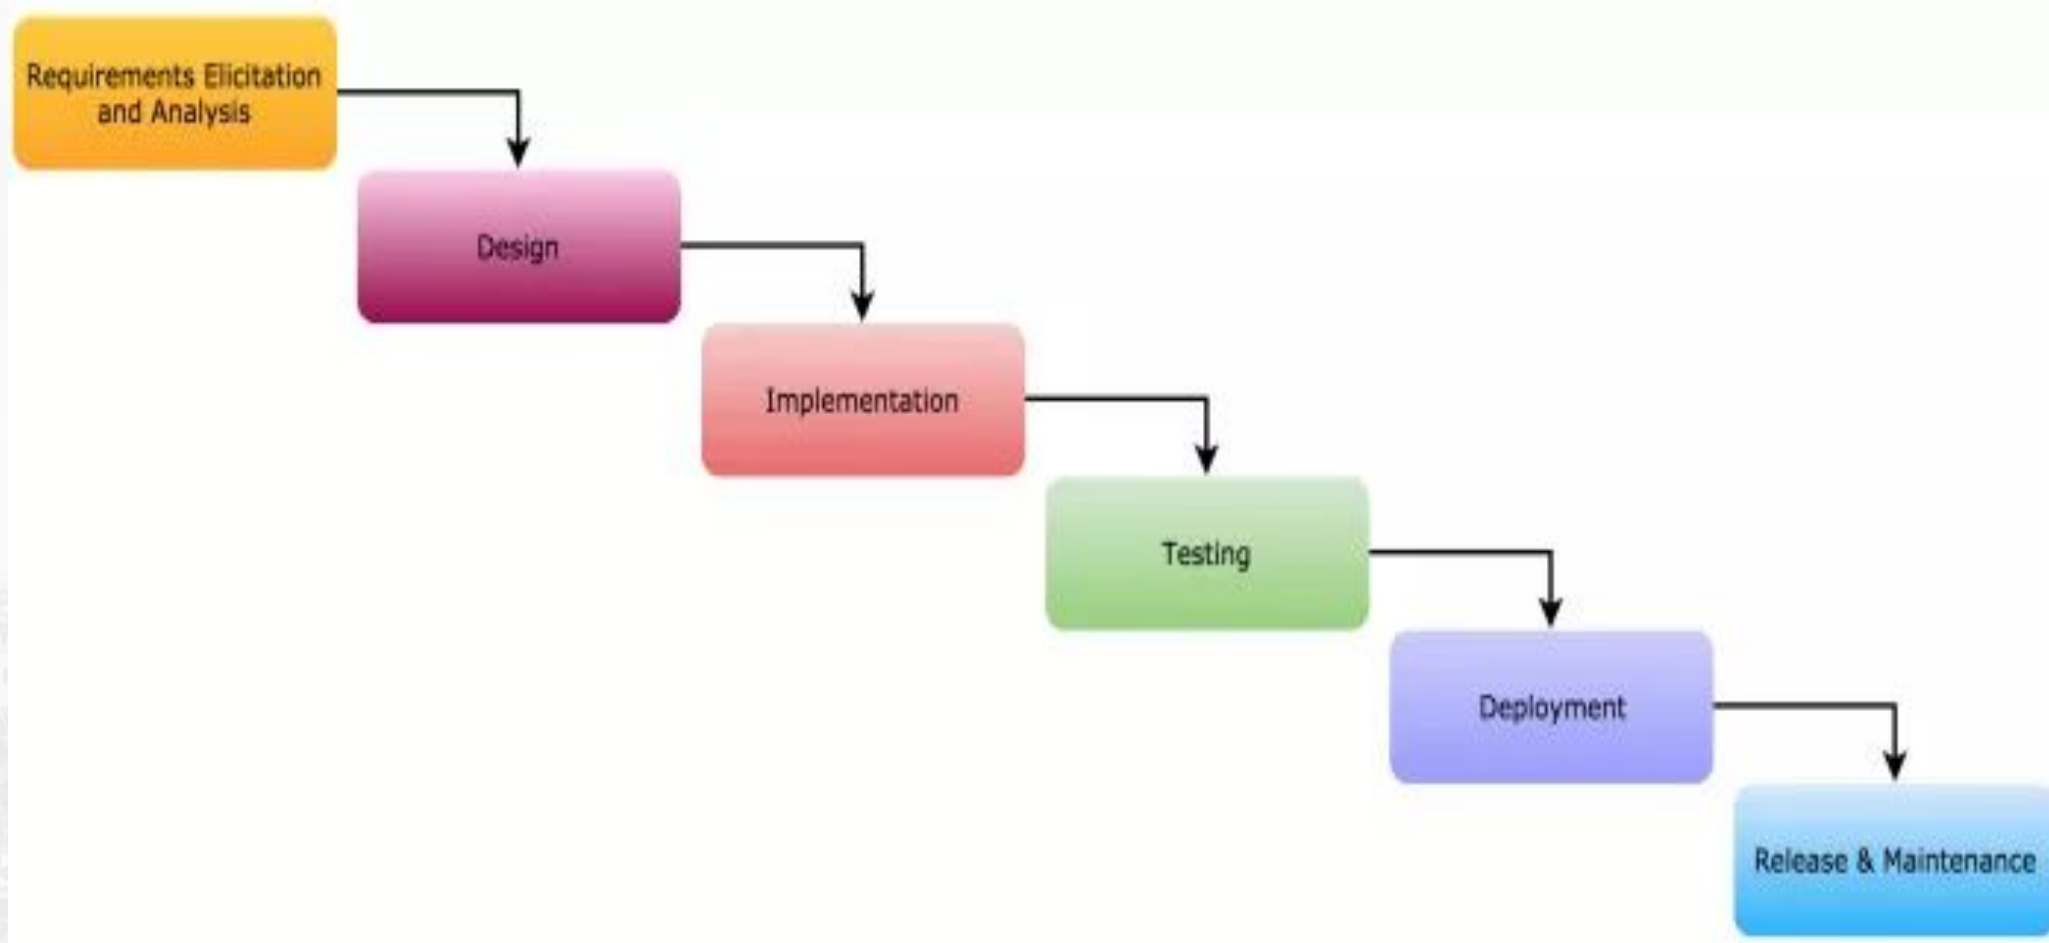 Requirements Elicitation
and Analysis
Design
Implementation
Testing
Deployment
Release & Maintenance